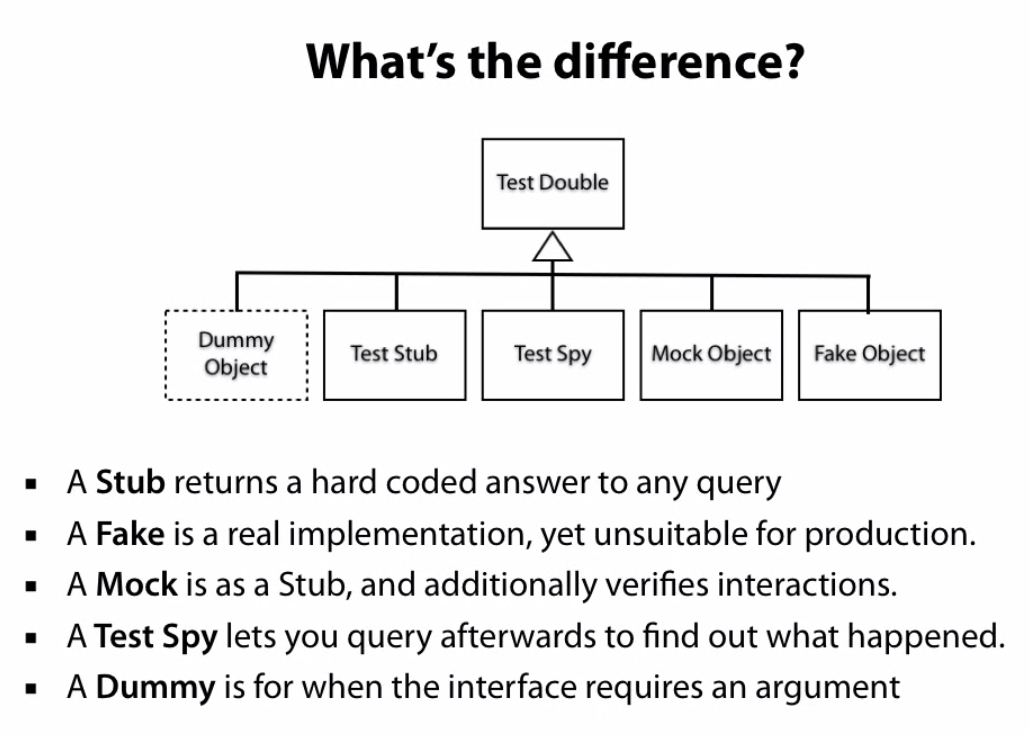 What's the difference?
Test Double
Dummy
Object
Test Stub
Test Spy
Mock Object
Fake Object
▪ A Stub returns a hard coded answer to any query
▪ A Fake is a real implementation, yet unsuitable for production.
▪ A Mock is as a Stub, and additionally verifies interactions.
▪ A Test Spy lets you query afterwards to find out what happened.
▪ A Dummy is for when the interface requires an argument